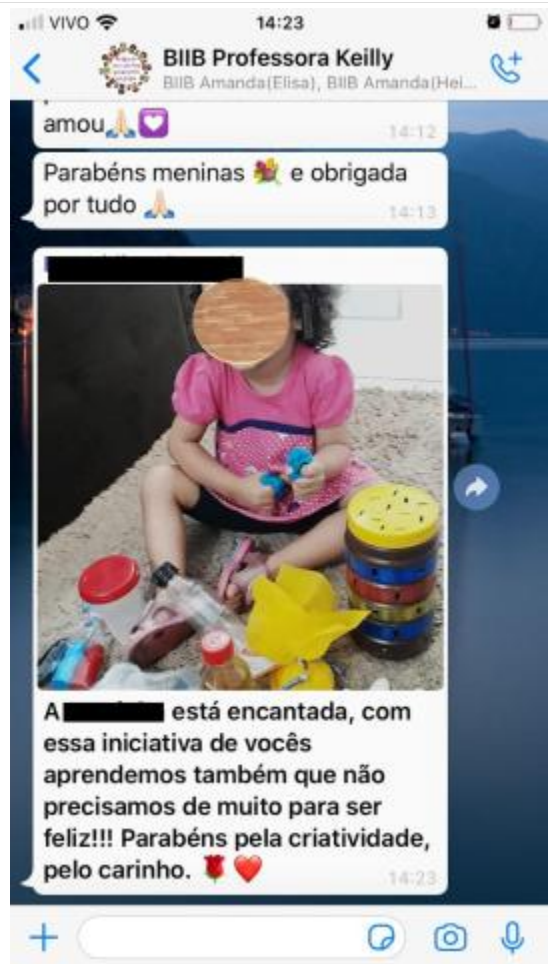 VIVO 14:23
BIIB Professora Keilly
BIIB Amanda(Elisa), BIIB Amanda(Hei...
amou🙏🏻💟
14:12
Parabéns meninas 💐 e obrigada
por tudo 🙏🏻
14:13
A está encantada, com
essa iniciativa de vocês
aprendemos também que não
precisamos de muito para ser
feliz!!! Parabéns pela criatividade,
pelo carinho. 🌹❤️
14:23